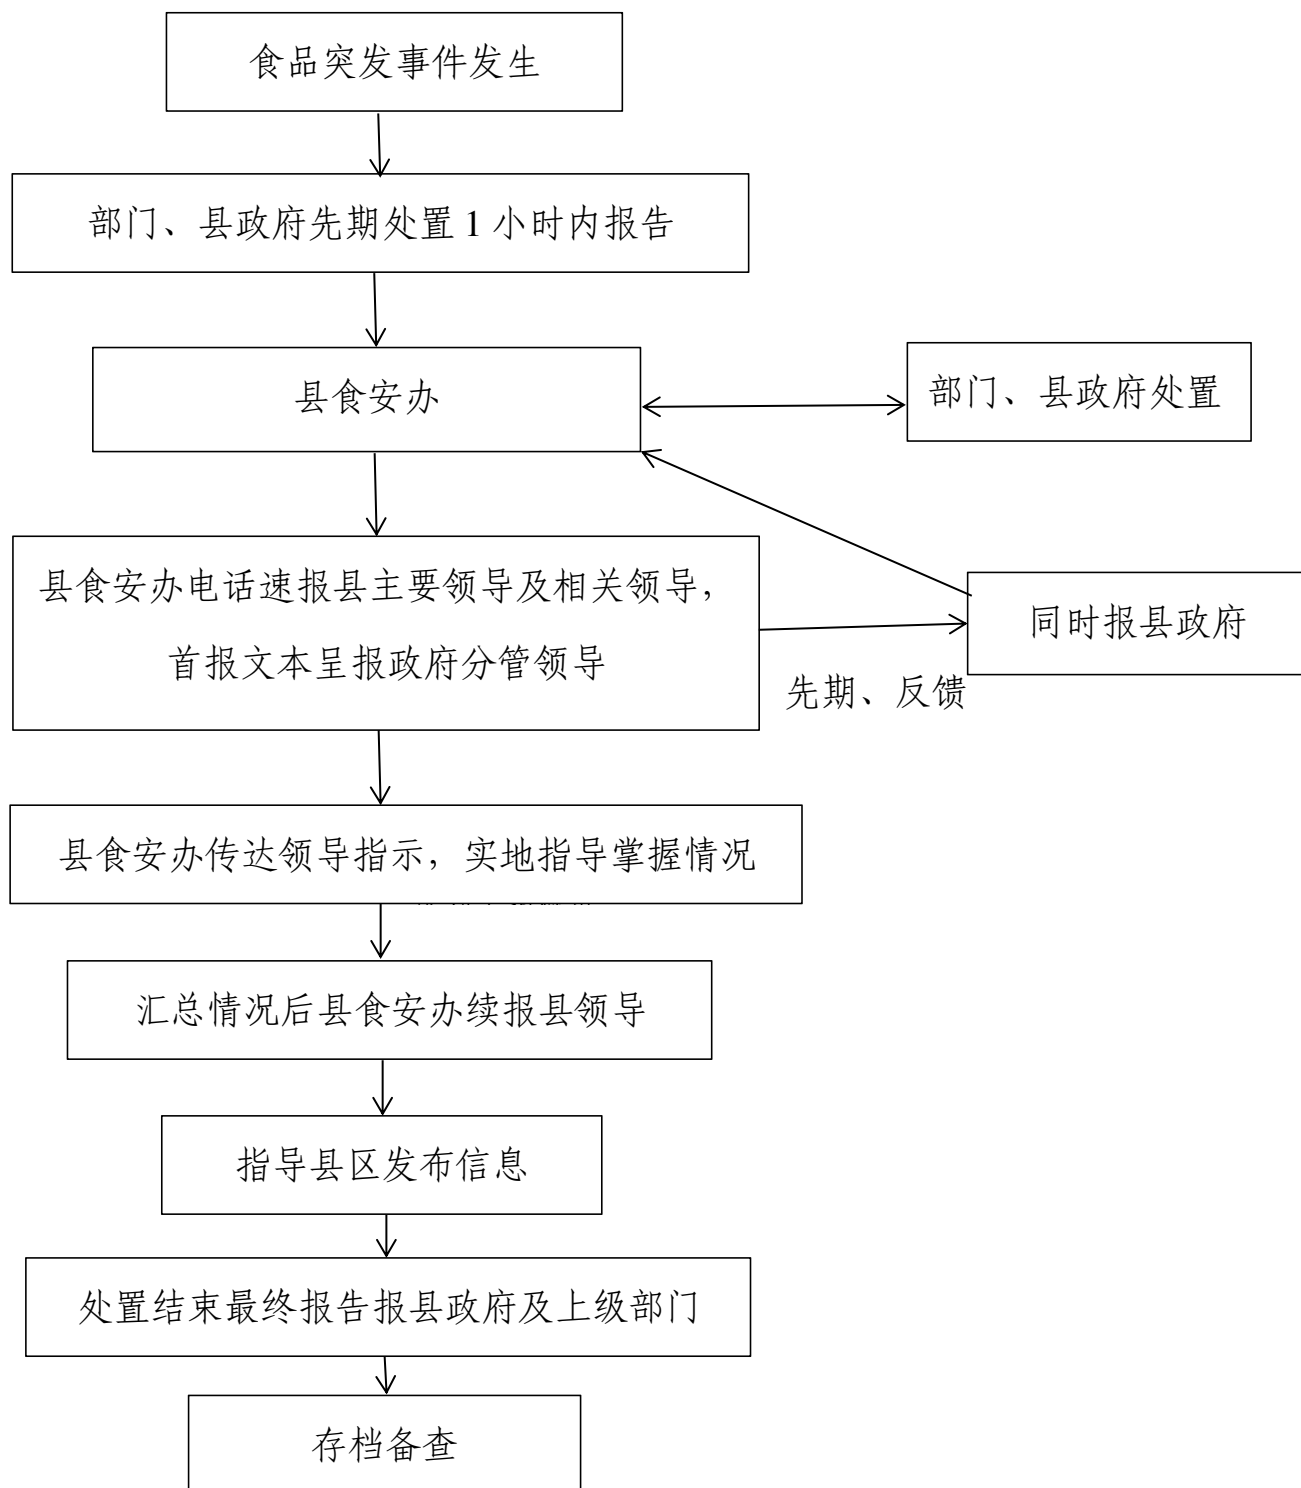 食品突发事件发生
部门、县政府先期处置 1 小时内报告
县食安办
部门、县政府处置
县食安办电话速报县主要领导及相关领导，
首报文本呈报政府分管领导
同时报县政府
先期、反馈
县食安办传达领导指示，实地指导掌握情况
汇总情况后县食安办续报县领导
指导县区发布信息
处置结束最终报告报县政府及上级部门
存档备查